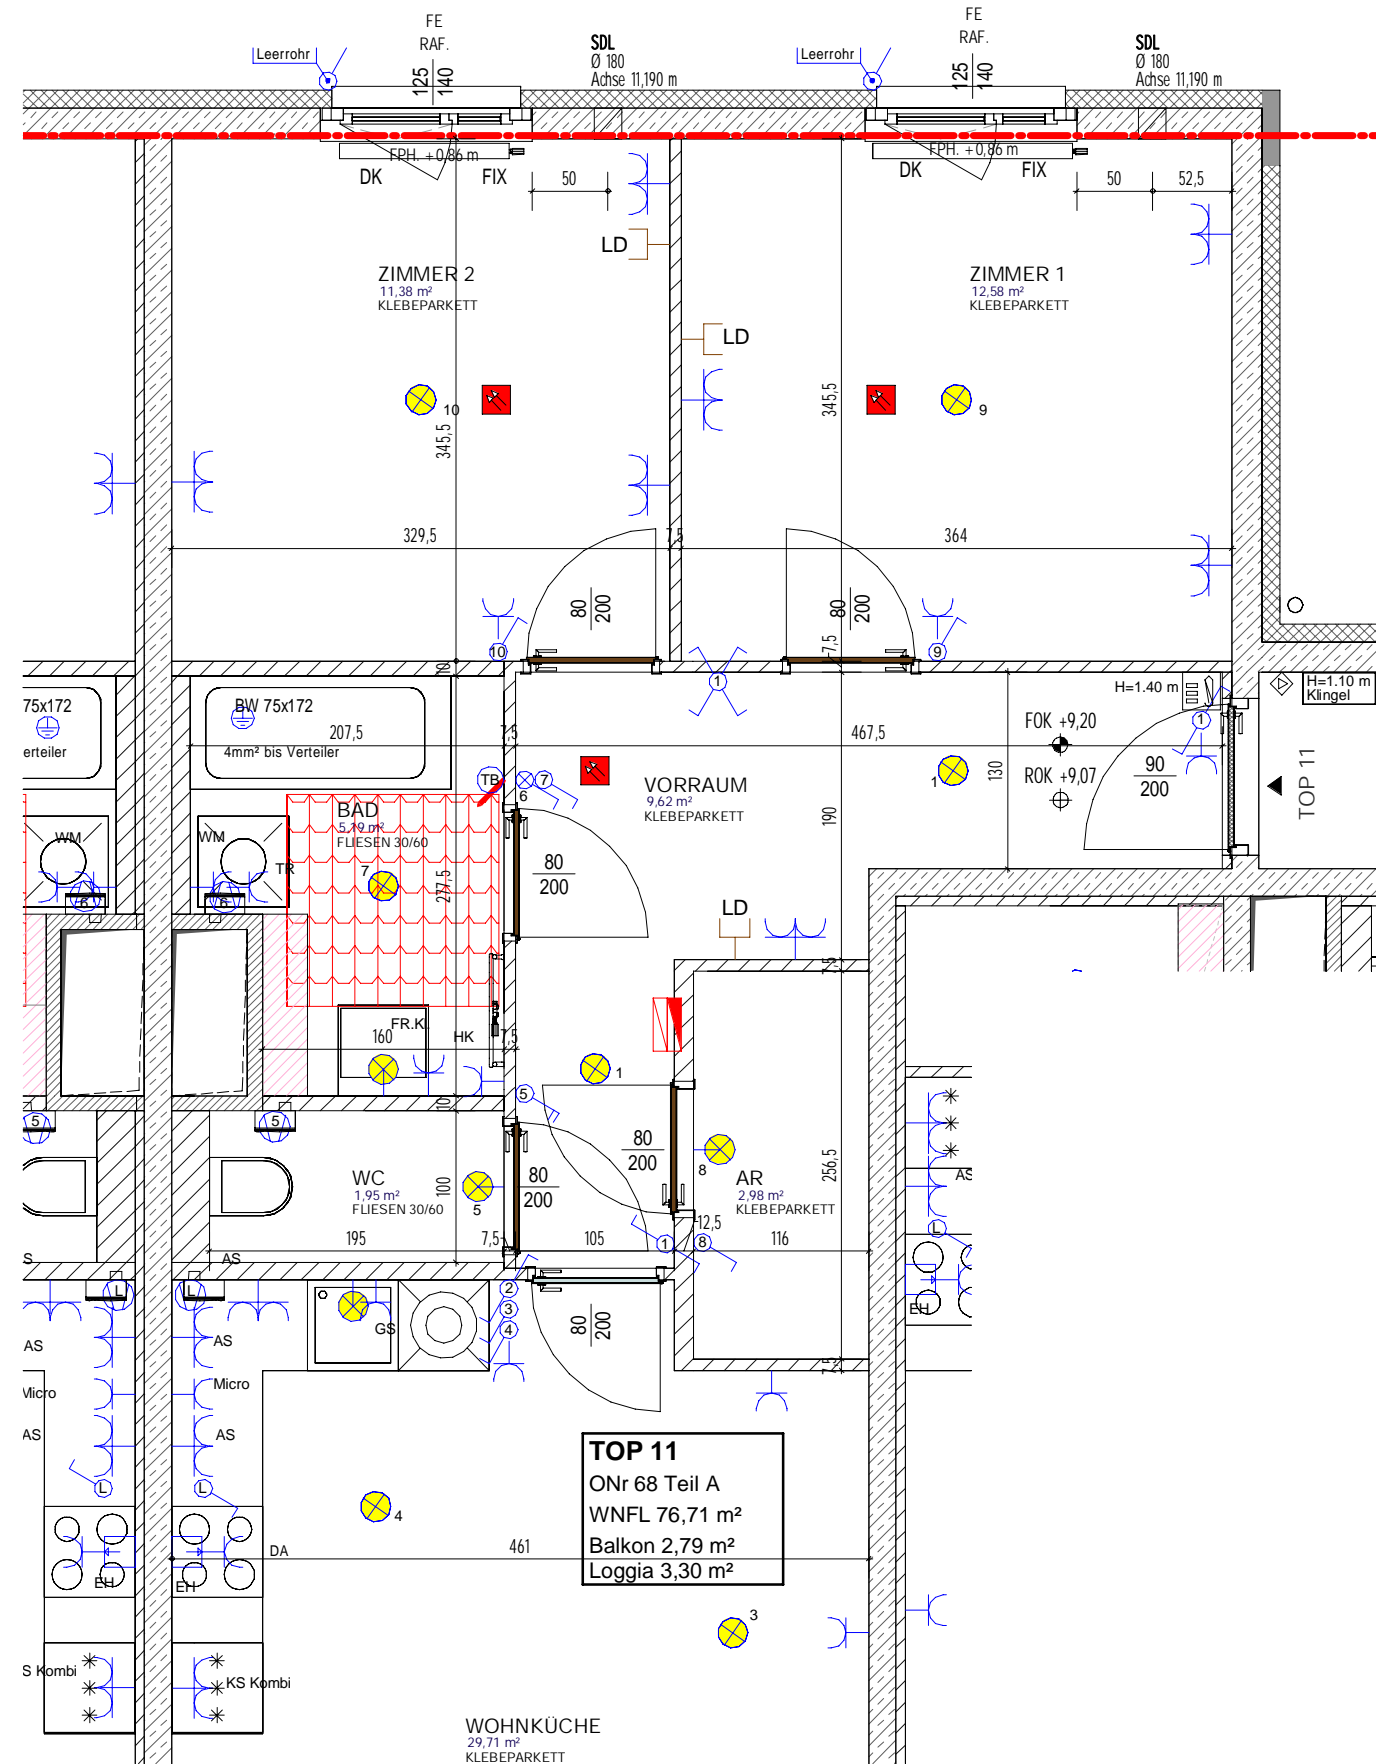 FE
RAF.
Leerrohr
125
140
SDL
Ø 180
Achse 11,190 m
FE
RAF.
Leerrohr
125
140
SDL
Ø 180
Achse 11,190 m
FPH. +0,86 m
DK
FIX
50
FPH. +0,86 m
DK
FIX
50
52,5
LD
ZIMMER 2
11,38 m²
KLEBEPARKETT
ZIMMER 1
12,58 m²
KLEBEPARKETT
LD
10
345,5
345,5
9
329,5
7,5
364
80
200
80
200
10
9
10
7,5
1
75x172
erteiler
BW 75x172
4mm² bis Verteiler
207,5
7,5
467,5
H=1.40 m
H=1.10 m
Klingel
1
FOK +9,20
ROK +9,07
130
190
90
200
TOP 11
TB
7
6
VORRAUM
9,62 m²
KLEBEPARKETT
1
BAD
5,19 m²
FLIESEN 30/60
WM
WM
TR
7
277,5
80
200
6
6
LD
7,5
FR.K.
HK
160
7,5
1
5
10
5
5
80
200
8
WC
1,95 m²
FLIESEN 30/60
100
5
80
200
AR
2,98 m²
KLEBEPARKETT
256,5
AS
195
7,5
105
1
12,5
8
116
L
S
AS
L
L
2
3
4
GS
80
200
EH
7,5
AS
AS
Micro
Micro
AS
AS
L
L
TOP 11
ONr 68 Teil A
WNFL 76,71 m²
Balkon 2,79 m²
Loggia 3,30 m²
4
461
DA
EH
EH
3
S Kombi
KS Kombi
WOHNKÜCHE
29,71 m²
KLEBEPARKETT